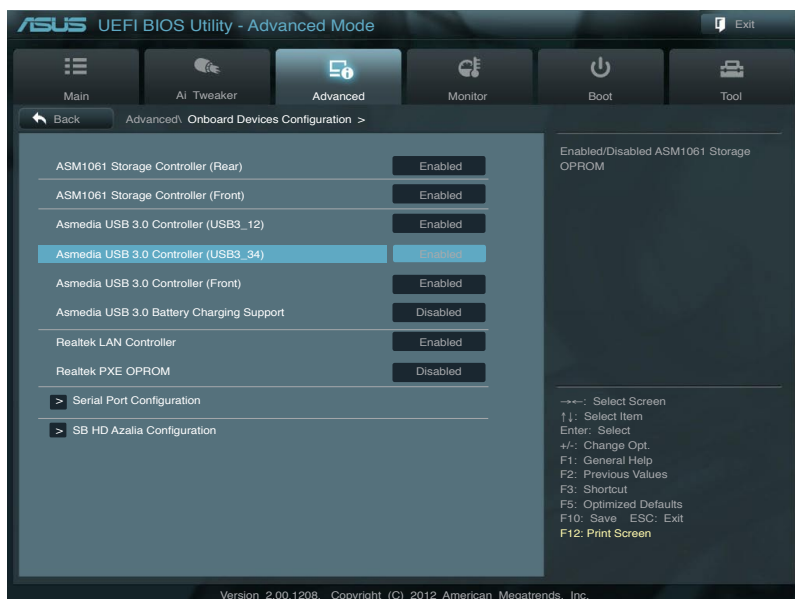 ASUS UEFI BIOS Utility - Advanced Mode
Exit
Main
Ai Tweaker
Advanced
Monitor
Boot
Tool
Back
Advanced\ Onboard Devices Configuration >
ASM1061 Storage Controller (Rear) Enabled
ASM1061 Storage Controller (Front) Enabled
Asmedia USB 3.0 Controller (USB3_12) Enabled
Asmedia USB 3.0 Controller (USB3_34) Enabled
Asmedia USB 3.0 Controller (Front) Enabled
Asmedia USB 3.0 Battery Charging Support Disabled
Realtek LAN Controller Enabled
Realtek PXE OPROM Disabled
> Serial Port Configuration
> SB HD Azalia Configuration
Enabled/Disabled ASM1061 Storage
OPROM
→←: Select Screen
↑↓: Select Item
Enter: Select
+/-: Change Opt.
F1: General Help
F2: Previous Values
F3: Shortcut
F5: Optimized Defaults
F10: Save ESC: Exit
F12: Print Screen
Version 2.00.1208. Copyright (C) 2012 American Megatrends, Inc.